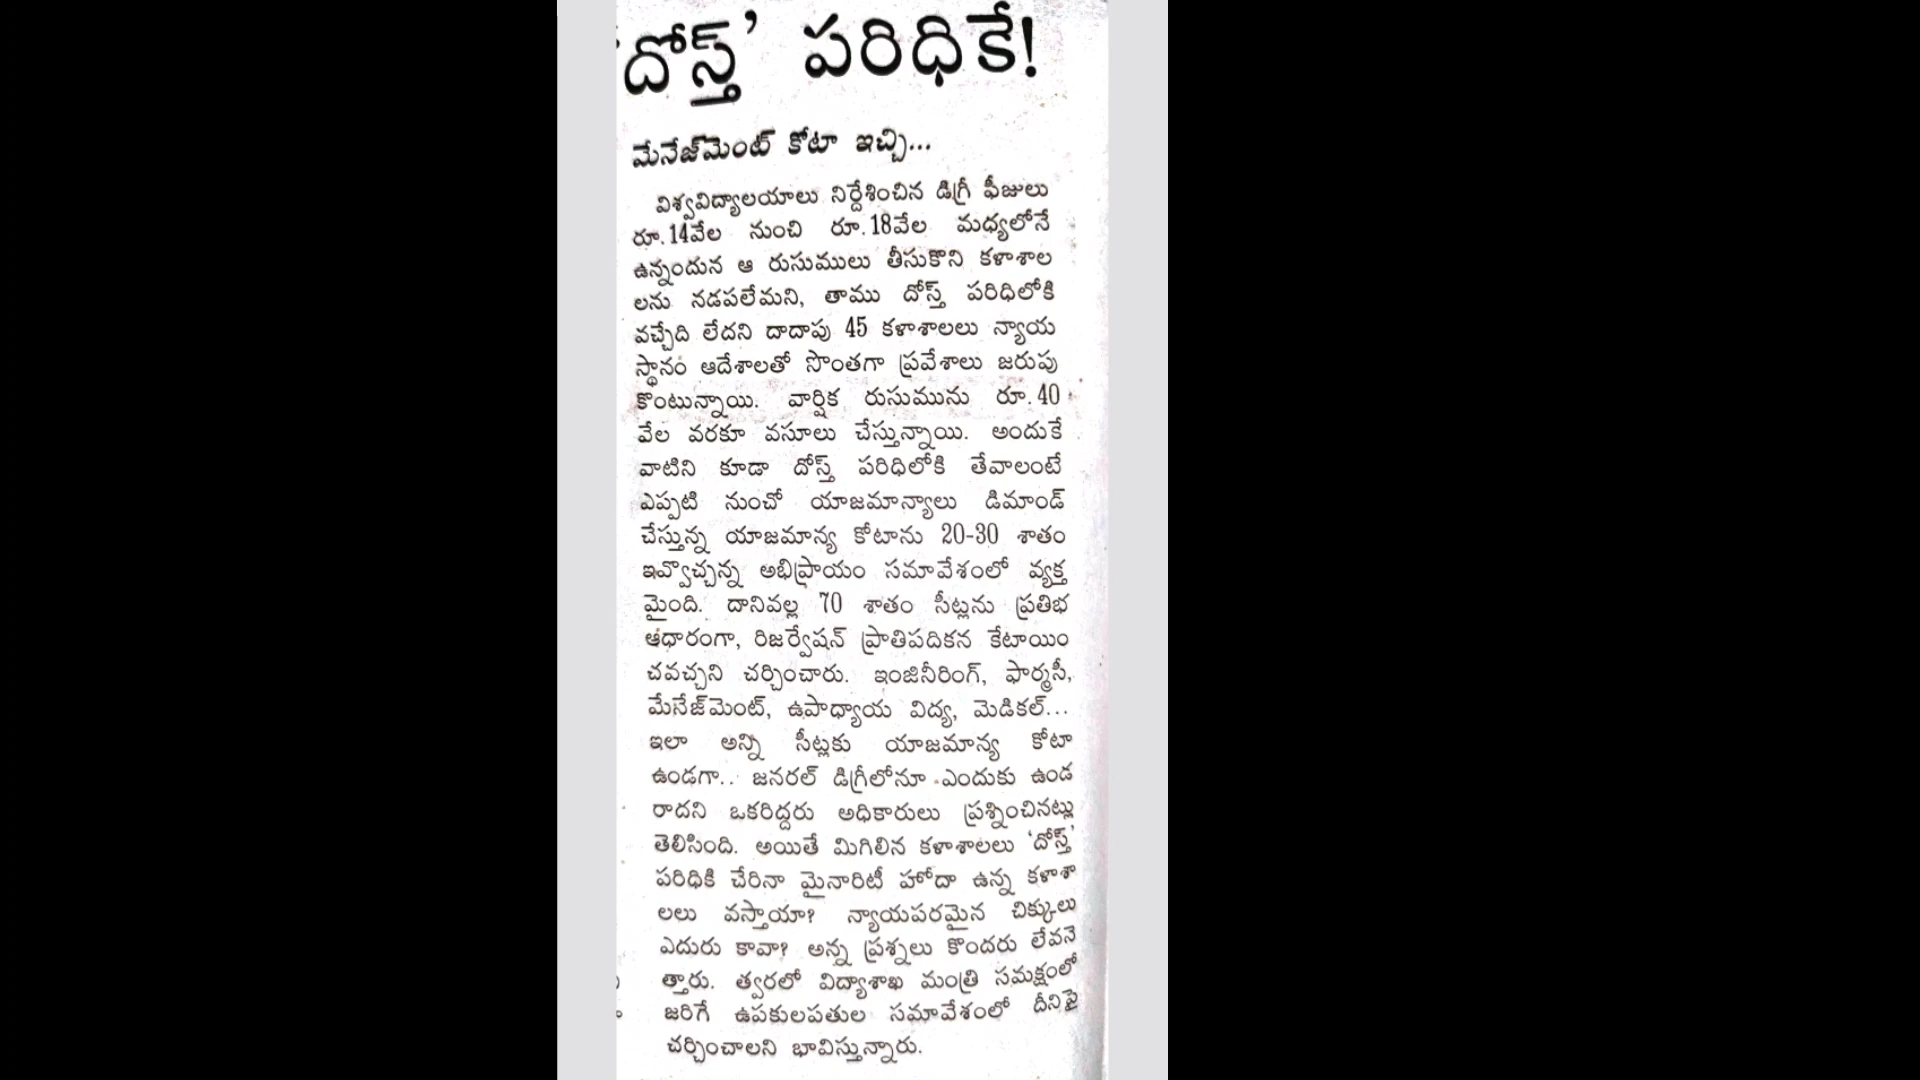 ‘దోస్త్’ పరిధికే!
మేనేజ్‌మెంట్ కోటా ఇచ్చి...
విశ్వవిద్యాలయాలు నిర్దేశించిన డిగ్రీ ఫీజులు
రూ.14వేల నుంచి రూ.18వేల మధ్యలోనే
ఉన్నందున ఆ రుసుములు తీసుకొని కళాశాల
లను నడపలేమని, తాము దోస్త్ పరిధిలోకి
వచ్చేది లేదని దాదాపు 45 కళాశాలలు న్యాయ
స్థానం ఆదేశాలతో సొంతగా ప్రవేశాలు జరుపు
కొంటున్నాయి. వార్షిక రుసుమును రూ.40
వేల వరకూ వసూలు చేస్తున్నాయి. అందుకే
వాటిని కూడా దోస్త్ పరిధిలోకి తేవాలంటే
ఎప్పటి నుంచో యాజమాన్యాలు డిమాండ్
చేస్తున్న యాజమాన్య కోటాను 20-30 శాతం
ఇవ్వొచ్చన్న అభిప్రాయం సమావేశంలో వ్యక్త
మైంది. దానివల్ల 70 శాతం సీట్లను ప్రతిభ
ఆధారంగా, రిజర్వేషన్ ప్రాతిపదికన కేటాయిం
చవచ్చని చర్చించారు. ఇంజినీరింగ్, ఫార్మసీ,
మేనేజ్‌మెంట్, ఉపాధ్యాయ విద్య, మెడికల్...
ఇలా అన్ని సీట్లకు యాజమాన్య కోటా
ఉండగా.. జనరల్ డిగ్రీలోనూ ఎందుకు ఉండ
రాదని ఒకరిద్దరు అధికారులు ప్రశ్నించినట్లు
తెలిసింది. అయితే మిగిలిన కళాశాలలు ‘దోస్త్’
పరిధికి చేరినా మైనారిటీ హోదా ఉన్న కళాశా
లలు వస్తాయా? న్యాయపరమైన చిక్కులు
ఎదురు కావా? అన్న ప్రశ్నలు కొందరు లేవనె
త్తారు. త్వరలో విద్యాశాఖ మంత్రి సమక్షంలో
జరిగే ఉపకులపతుల సమావేశంలో దీనిపై
చర్చించాలని భావిస్తున్నారు.